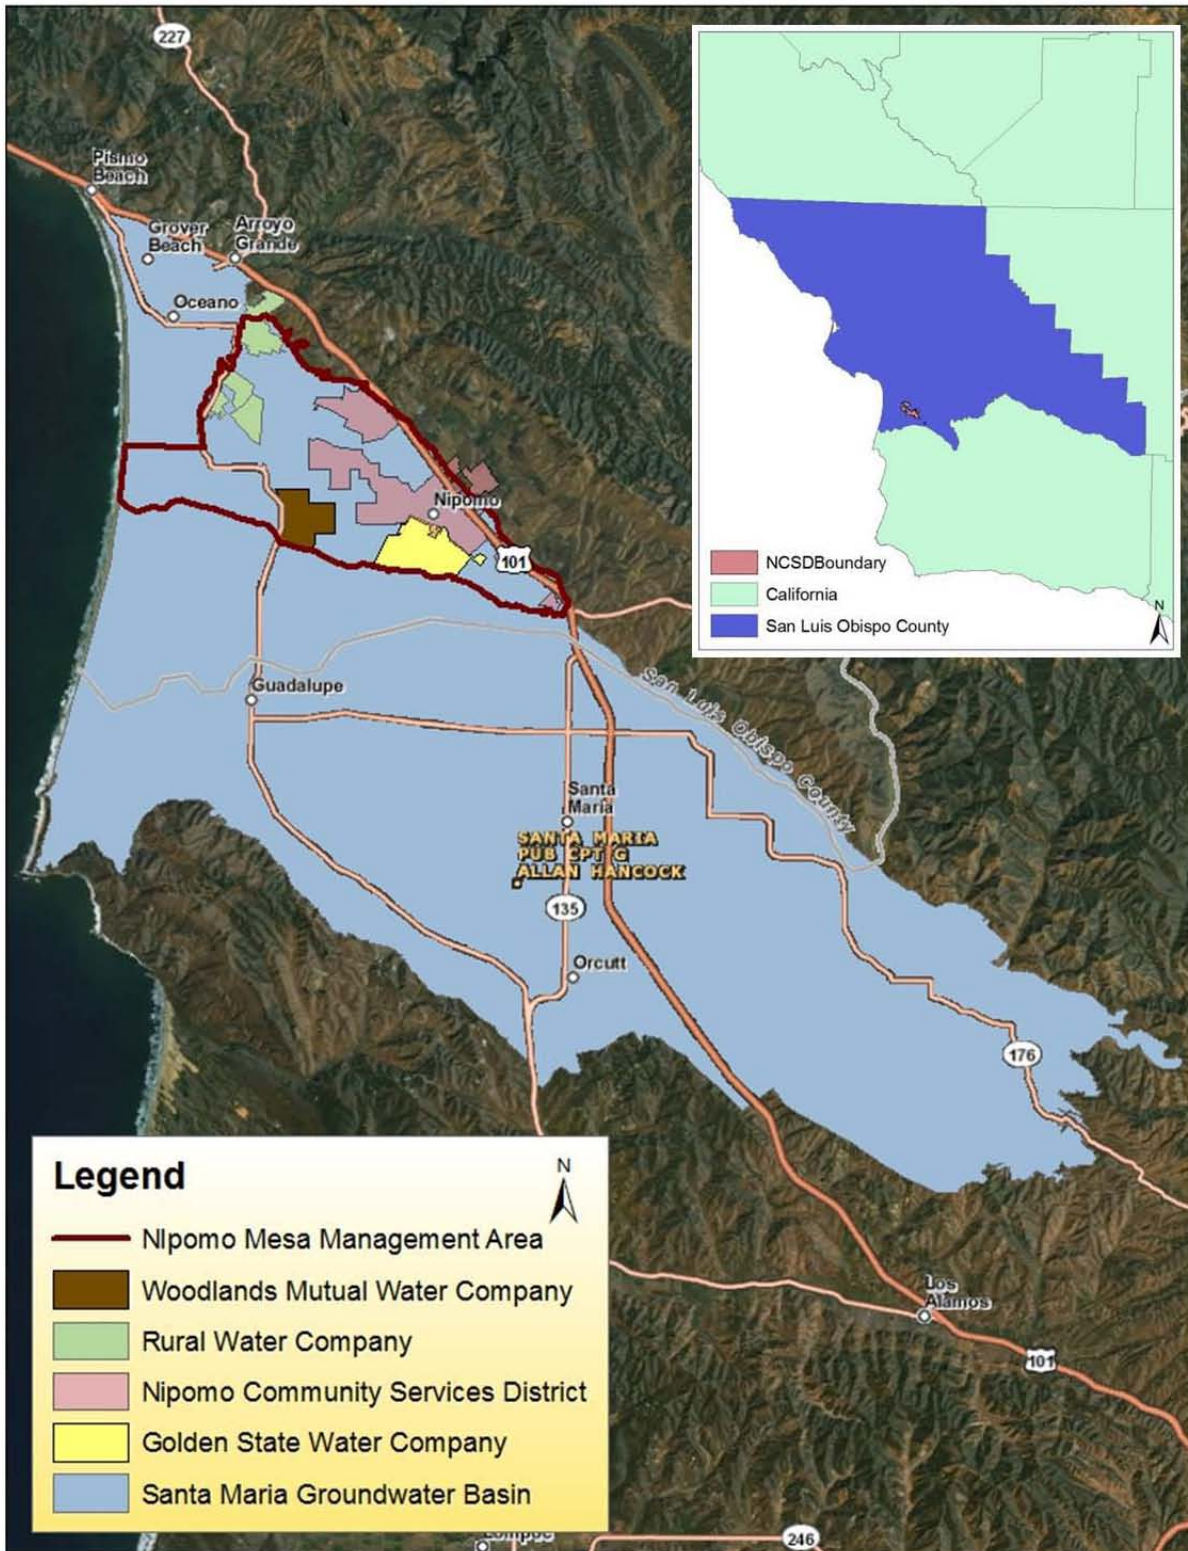 227
Pismo
Beach
Grover
Beach
Arroyo
Grande
Oceano
Nipomo
101
Guadalupe
San Luis Obispo County
Santa
Maria
SANTA MARIA
PUB CPT G
ALLAN HANCOCK
135
Orcutt
176
Los
Alamos
101
246
NCSDBoundary
California
San Luis Obispo County
N
Legend
N
NIpomo Mesa Management Area
Woodlands Mutual Water Company
Rural Water Company
Nipomo Community Services District
Golden State Water Company
Santa Maria Groundwater Basin